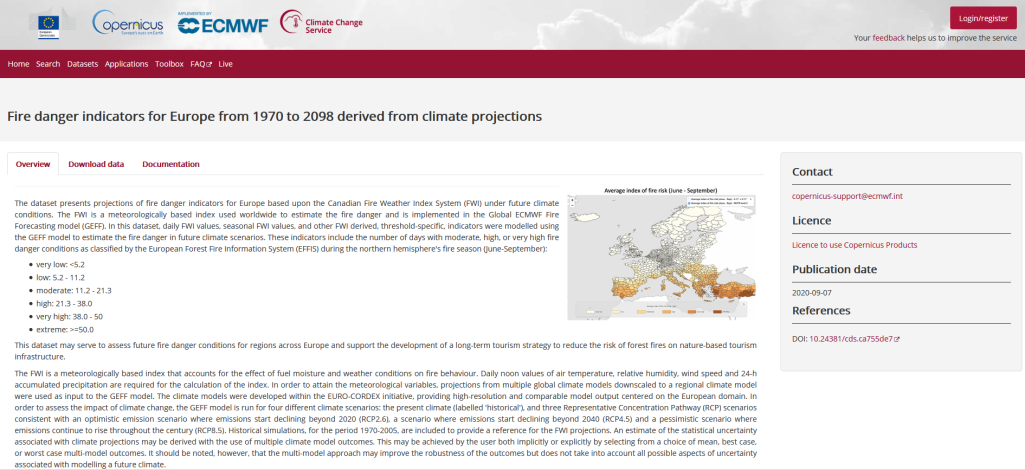 European Commission
opernicus
Europe's eyes on Earth
IMPLEMENTED BY
ECMWF
Climate Change
Service
Login/register
Your feedback helps us to improve the service
Home Search Datasets Applications Toolbox FAQ Live
Fire danger indicators for Europe from 1970 to 2098 derived from climate projections
Overview Download data Documentation
The dataset presents projections of fire danger indicators for Europe based upon the Canadian Fire Weather Index System (FWI) under future climate
conditions. The FWI is a meteorologically based index used worldwide to estimate the fire danger and is implemented in the Global ECMWF Fire
Forecasting model (GEFF). In this dataset, daily FWI values, seasonal FWI values, and other FWI derived, threshold-specific, indicators were modelled using
the GEFF model to estimate the fire danger in future climate scenarios. These indicators include the number of days with moderate, high, or very high fire
danger conditions as classified by the European Forest Fire Information System (EFFIS) during the northern hemisphere's fire season (June-September):
• very low: <5.2
• low: 5.2 - 11.2
• moderate: 11.2 - 21.3
• high: 21.3 - 38.0
• very high: 38.0 - 50
• extreme: >=50.0
Average index of fire risk (June - September)
This dataset may serve to assess future fire danger conditions for regions across Europe and support the development of a long-term tourism strategy to reduce the risk of forest fires on nature-based tourism
infrastructure.
The FWI is a meteorologically based index that accounts for the effect of fuel moisture and weather conditions on fire behaviour. Daily noon values of air temperature, relative humidity, wind speed and 24-h
accumulated precipitation are required for the calculation of the index. In order to attain the meteorological variables, projections from multiple global climate models downscaled to a regional climate model
were used as input to the GEFF model. The climate models were developed within the EURO-CORDEX initiative, providing high-resolution and comparable model output centered on the European domain. In
order to assess the impact of climate change, the GEFF model is run for four different climate scenarios: the present climate (labelled 'historical'), and three Representative Concentration Pathway (RCP) scenarios
consistent with an optimistic emission scenario where emissions start declining beyond 2020 (RCP2.6), a scenario where emissions start declining beyond 2040 (RCP4.5) and a pessimistic scenario where
emissions continue to rise throughout the century (RCP8.5). Historical simulations, for the period 1970-2005, are included to provide a reference for the FWI projections. An estimate of the statistical uncertainty
associated with climate projections may be derived with the use of multiple climate model outcomes. This may be achieved by the user both implicitly or explicitly by selecting from a choice of mean, best case,
or worst case multi-model outcomes. It should be noted, however, that the multi-model approach may improve the robustness of the outcomes but does not take into account all possible aspects of uncertainty
associated with modelling a future climate.
Contact
copernicus-support@ecmwf.int
Licence
Licence to use Copernicus Products
Publication date
2020-09-07
References
DOI: 10.24381/cds.ca755de7